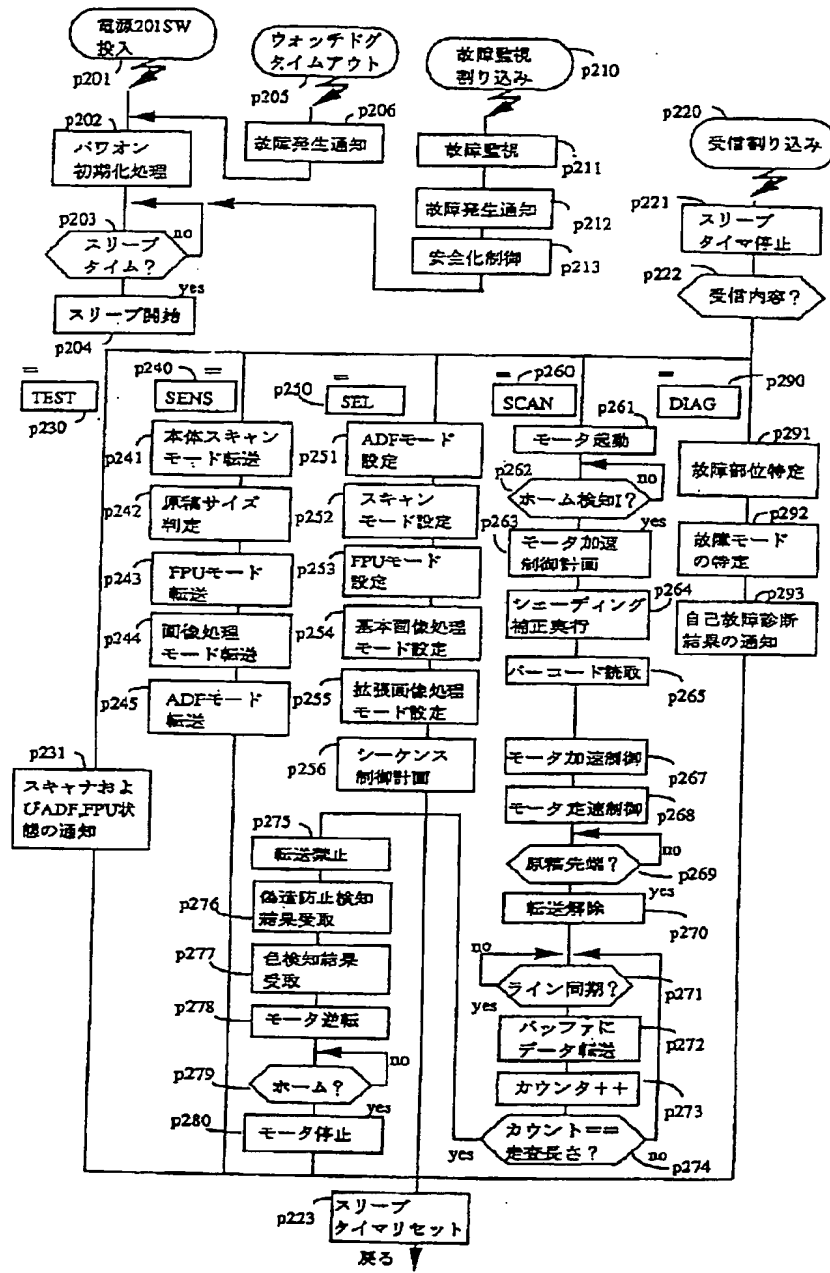 電源201SW
投入
p201
ウォッチドグ
タイムアウト
p205
故障監視
割り込み
p210
p202
パワオン
初期化処理
p206
故障発生通知
故障監視
p211
故障発生通知
p212
安全化制御
p213
p220
受信割り込み
p221
スリープ
タイマ停止
p222
受信内容?
p203
スリープ
タイム?
no
yes
スリープ開始
p204
=
TEST
p230
p240
=
SENS
p241
本体スキャン
モード転送
p242
原稿サイズ
判定
p243
FPUモード
転送
p244
画像処理
モード転送
p245
ADFモード
転送
p231
スキャナおよ
びADF,FPU状
態の通知
=
p250
SEL
p251
ADFモード
設定
p252
スキャン
モード設定
p253
FPUモード
設定
p254
基本画像処理
モード設定
p255
拡張画像処理
モード設定
p256
シーケンス
制御計画
=
p260
SCAN
p261
モータ起動
p262
ホーム検知I?
no
yes
p263
モータ加速
制御計画
p264
シェーディング
補正実行
バーコード読取
p265
モータ加速制御
p267
モータ定速制御
p268
原稿先端?
no
p269
yes
転送解除
p270
no
ライン同期?
p271
yes
バッファに
データ転送
p272
カウンタ++
p273
カウント==
走査長さ?
yes
no
p274
p275
転送禁止
p276
偽造防止検知
結果受取
p277
色検知結果
受取
p278
モータ逆転
no
p279
ホーム?
yes
p280
モータ停止
=
DIAG
p290
p291
故障部位特定
p292
故障モード
の特定
p293
自己故障診断
結果の通知
p223
スリープ
タイマリセット
戻る